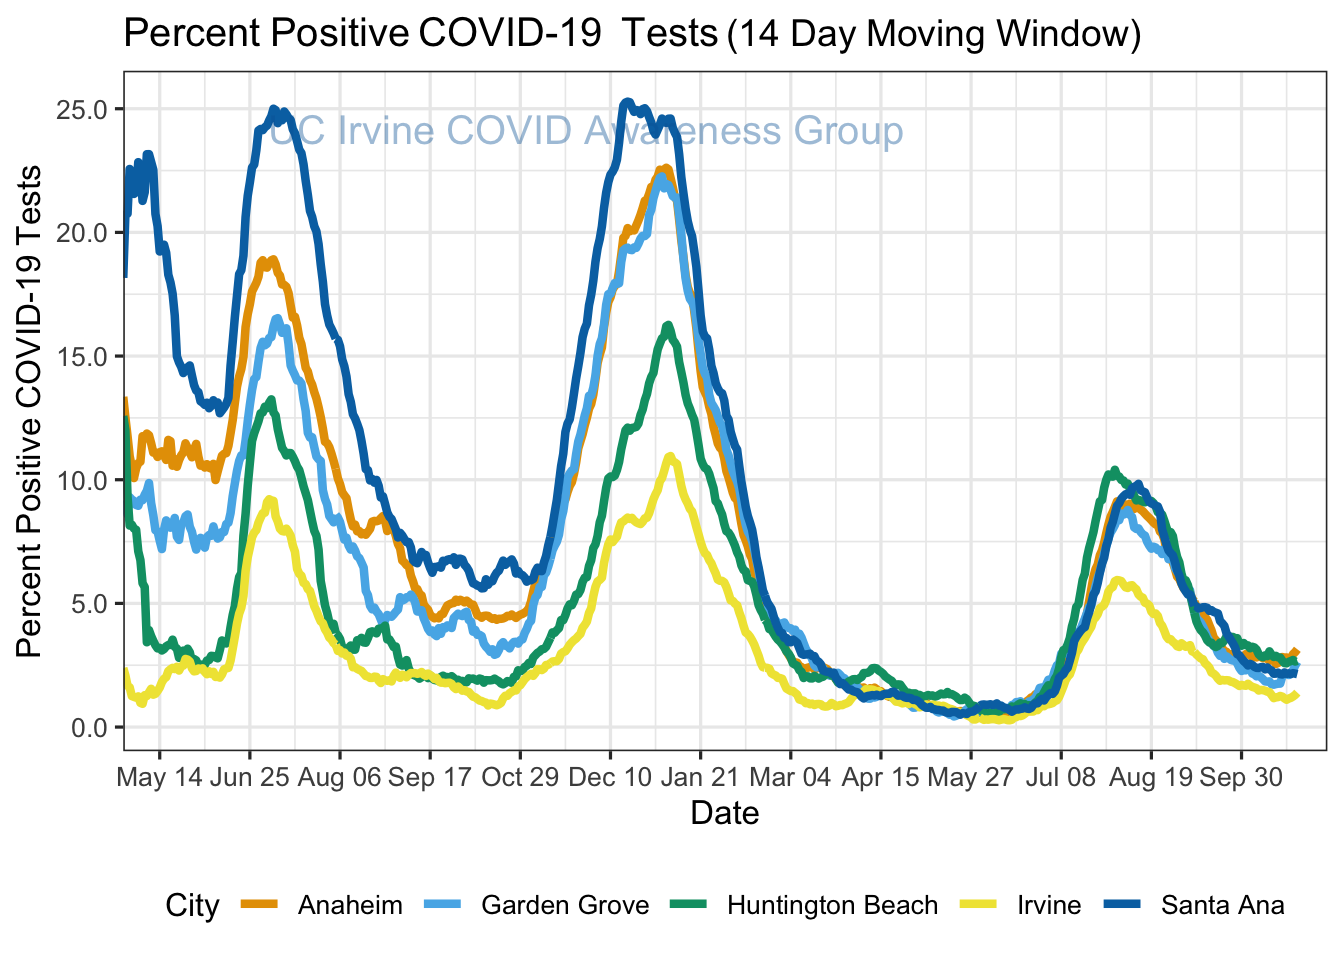 Percent Positive COVID-19 Tests (14 Day Moving Window)
UC Irvine COVID Awareness Group
Percent Positive COVID-19 Tests
25.0
20.0
15.0
10.0
5.0
0.0
May 14 Jun 25 Aug 06 Sep 17 Oct 29 Dec 10 Jan 21 Mar 04 Apr 15 May 27 Jul 08 Aug 19 Sep 30
Date
City Anaheim Garden Grove Huntington Beach Irvine Santa Ana